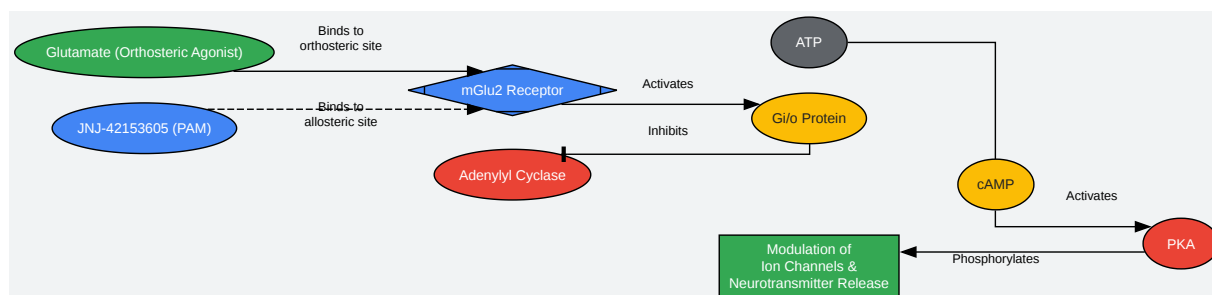 Glutamate (Orthosteric Agonist)
Binds to
orthosteric site
ATP
mGlu2 Receptor
Activates
JNJ-42153605 (PAM)
Binds to
allosteric site
Gi/o Protein
Inhibits
Adenylyl Cyclase
cAMP
Activates
PKA
Phosphorylates
Modulation of
Ion Channels &
Neurotransmitter Release